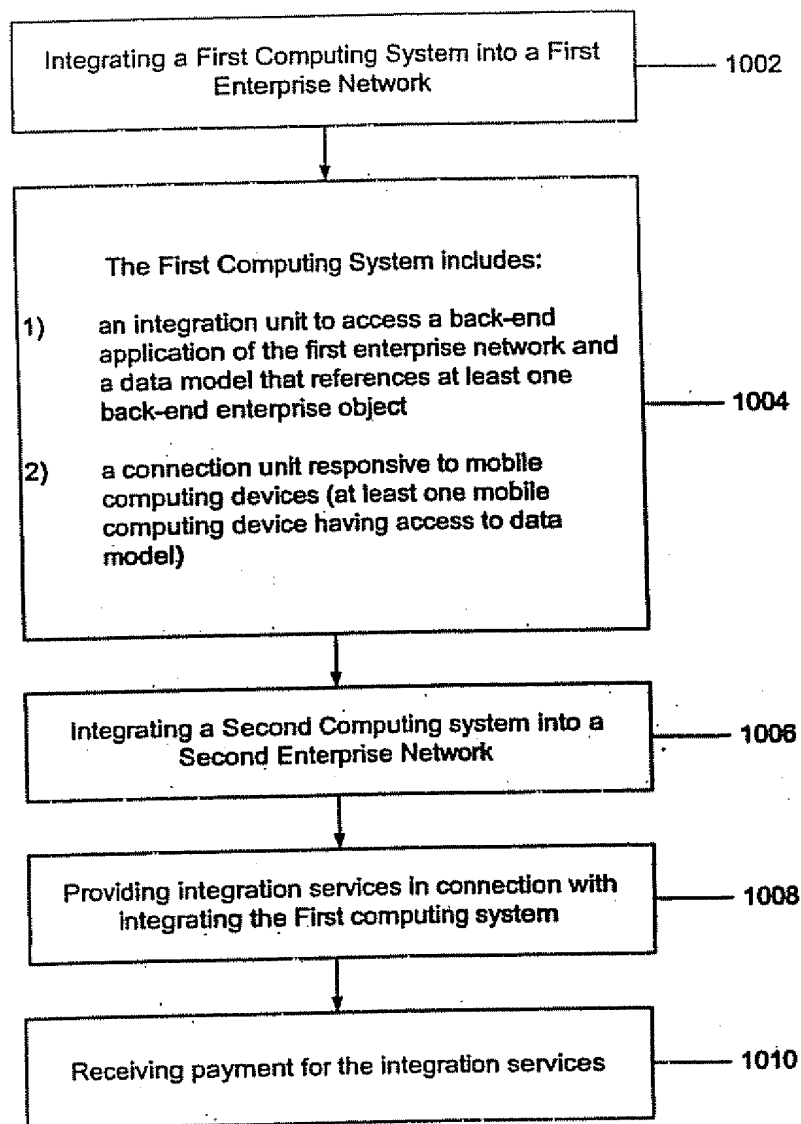 Integrating a First Computing System into a First
Enterprise Network
1002
The First Computing System includes:
1) an integration unit to access a back-end
application of the first enterprise network and
a data model that references at least one
back-end enterprise object
1004
2) a connection unit responsive to mobile
computing devices (at least one mobile
computing device having access to data
model)
Integrating a Second Computing system into a
Second Enterprise Network
1006
Providing integration services in connection with
integrating the First computing system
1008
Receiving payment for the integration services
1010